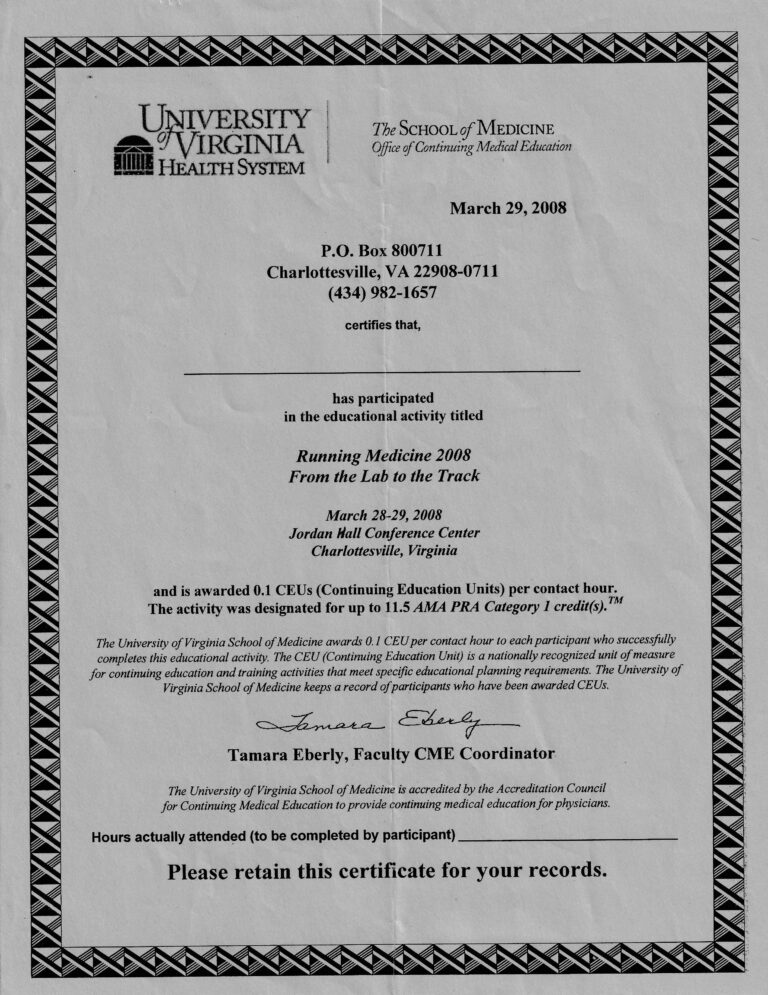 UNIVERSITY
of VIRGINIA
HEALTH SYSTEM
The SCHOOL of MEDICINE
Office of Continuing Medical Education
March 29, 2008
P.O. Box 800711
Charlottesville, VA 22908-0711
(434) 982-1657
certifies that,
has participated
in the educational activity titled
Running Medicine 2008
From the Lab to the Track
March 28-29, 2008
Jordan Hall Conference Center
Charlottesville, Virginia
and is awarded 0.1 CEUs (Continuing Education Units) per contact hour.
The activity was designated for up to 11.5 AMA PRA Category 1 credit(s).™
The University of Virginia School of Medicine awards 0.1 CEU per contact hour to each participant who successfully
completes this educational activity. The CEU (Continuing Education Unit) is a nationally recognized unit of measure
for continuing education and training activities that meet specific educational planning requirements. The University of
Virginia School of Medicine keeps a record of participants who have been awarded CEUs.
Tamara Eberly
Tamara Eberly, Faculty CME Coordinator
The University of Virginia School of Medicine is accredited by the Accreditation Council
for Continuing Medical Education to provide continuing medical education for physicians.
Hours actually attended (to be completed by participant)
Please retain this certificate for your records.